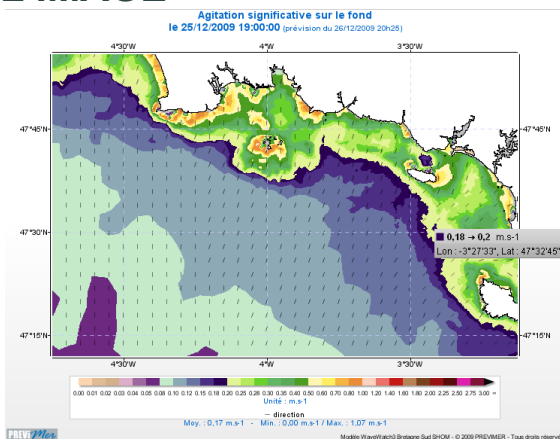 Agitation significative sur le fond
le 25/12/2009 19:00:00 (prévision du 26/12/2009 20h25)
4°30'W 4°W 3°30'W
47°45'N 47°45'N
47°30'N
0,18 → 0,2 m.s-1
Lon : -3°27'33", Lat : 47°32'45"
47°15'N 47°15'N
4°30'W 4°W 3°30'W
0.00 0.01 0.02 0.03 0.04 0.05 0.08 0.10 0.12 0.15 0.18 0.20 0.25 0.30 0.35 0.40 0.50 0.60 0.70 0.80 0.90 1.00 1.20 1.40 1.60 1.80 2.00 2.25 2.50 2.75 3.00 ∞
Unité : m.s-1
— direction
Moy. : 0,17 m.s-1 - Min. : 0,00 m.s-1 / Max. : 1,07 m.s-1
PREVIMer
Modèle WaveWatch3 Bretagne Sud SHOM - © 2009 PREVIMER - Tous droits